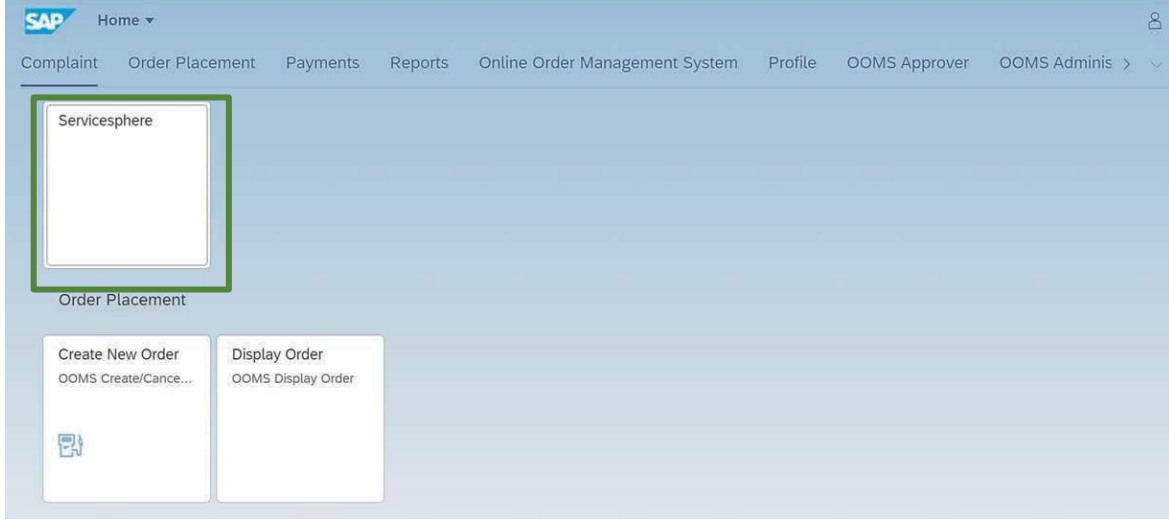 SAP Home
Complaint Order Placement Payments Reports Online Order Management System Profile OOMS Approver OOMS Adminis
Servicesphere
Order Placement
Create New Order Display Order
OOMS Create/Cance... OOMS Display Order